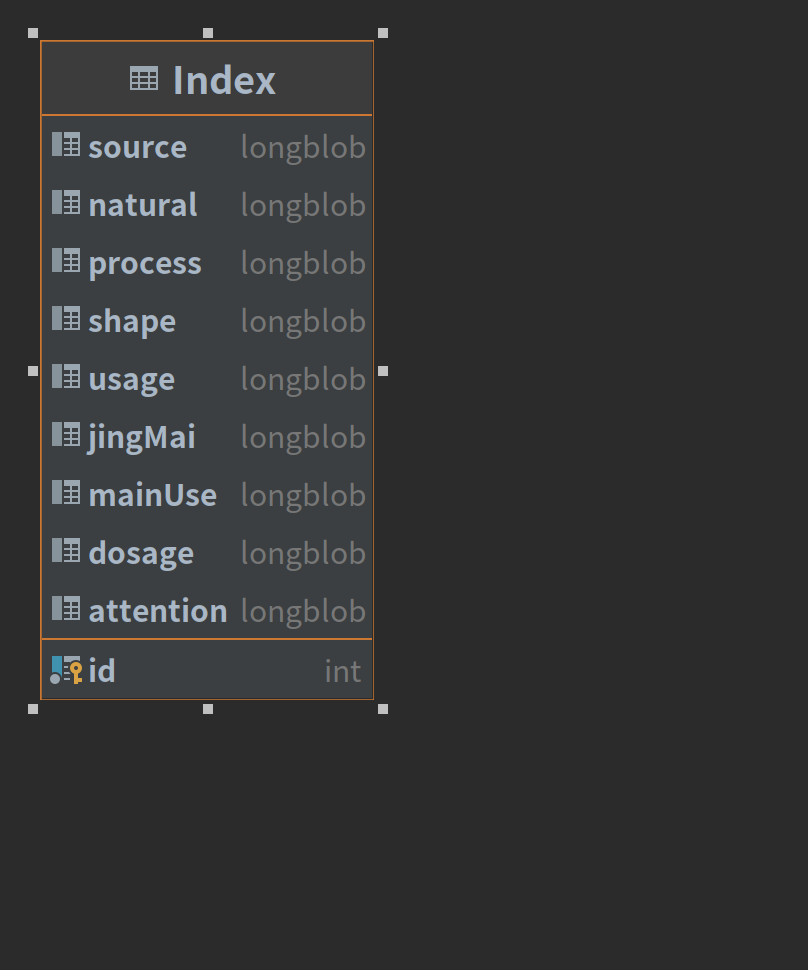 Index
source longblob
natural longblob
process longblob
shape longblob
usage longblob
jingMai longblob
mainUse longblob
dosage longblob
attention longblob
id int